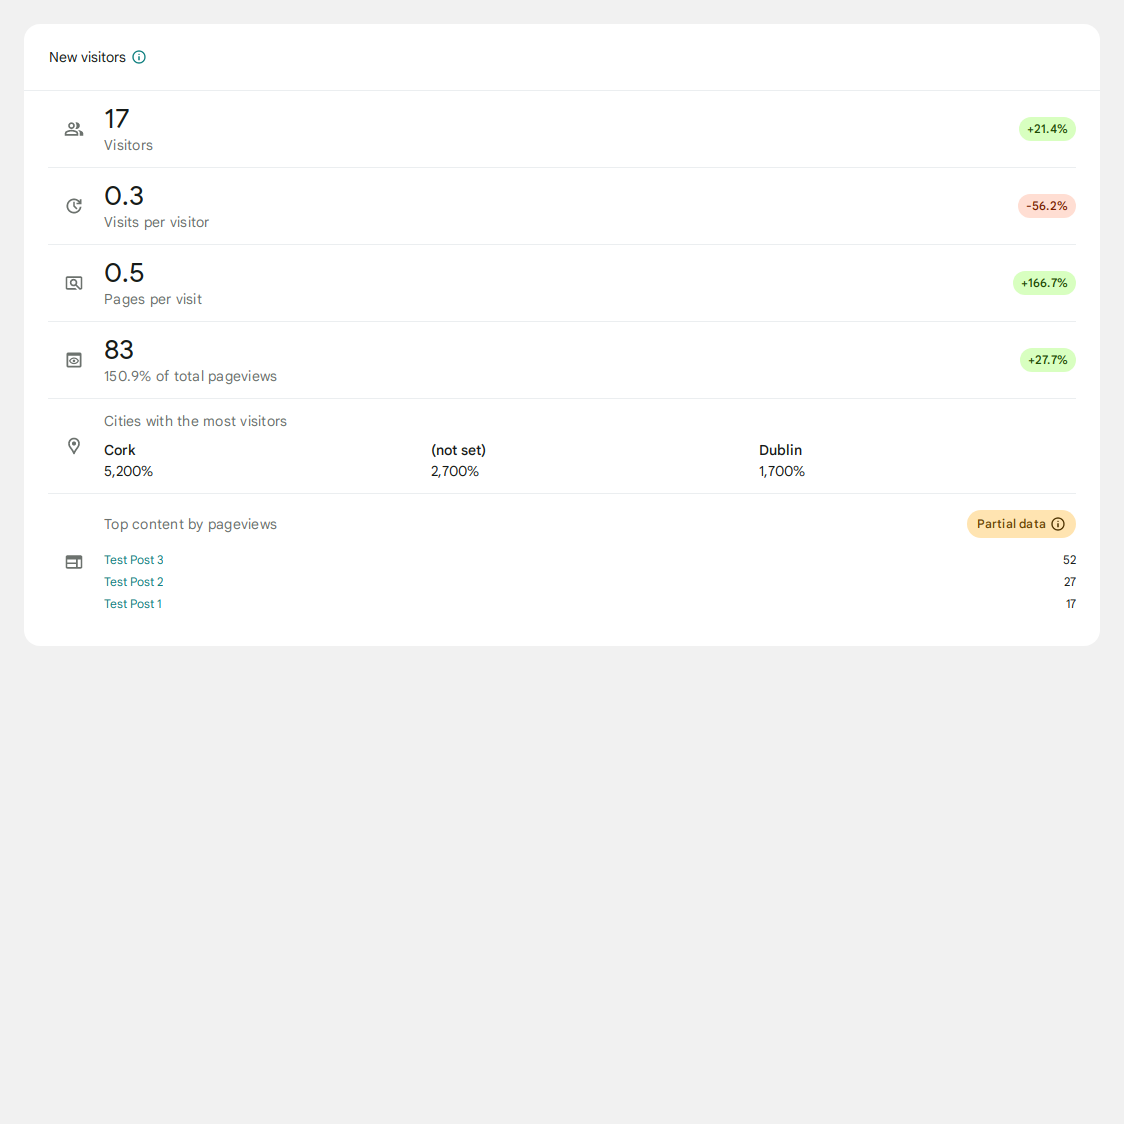 New visitors
17
Visitors
+21.4%
0.3
Visits per visitor
-56.2%
0.5
Pages per visit
+166.7%
83
150.9% of total pageviews
+27.7%
Cities with the most visitors
Cork (not set) Dublin
5,200% 2,700% 1,700%
Top content by pageviews Partial data
Test Post 3 52
Test Post 2 27
Test Post 1 17